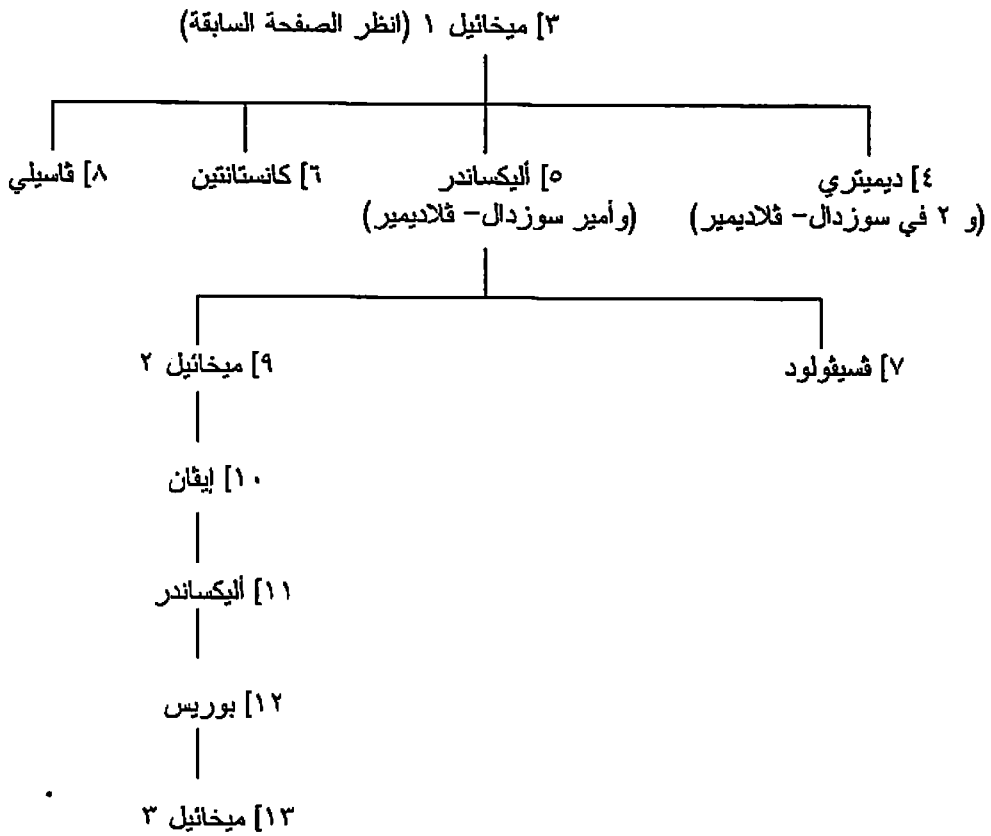 ٣] ميخائيل ١ (انظر الصفحة السابقة)
٤] ديميتري
(و ٢ في سوزدال- ڤلاديمير)
٥] أليكساندر
(وأمير سوزدال- ڤلاديمير)
٦] كانستانتين
٨] ڤاسيلي
٧] ڤسيڤولود
٩] ميخائيل ٢
١٠] إيڤان
١١] أليكساندر
١٢] بوريس
١٣] ميخائيل ٣